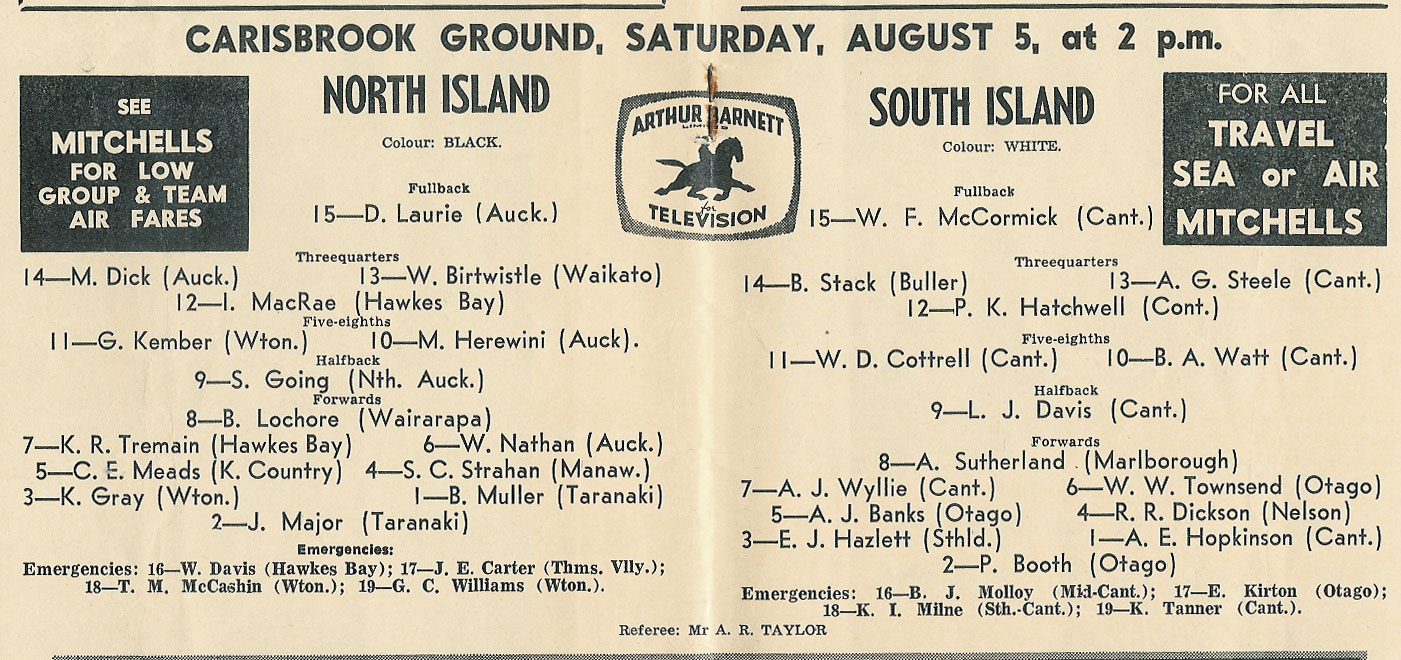 CARISBROOK GROUND, SATURDAY, AUGUST 5, at 2 p.m.
SEE
MITCHELLS
FOR LOW
GROUP & TEAM
AIR FARES
NORTH ISLAND
Colour: BLACK.
Fullback
15—D. Laurie (Auck.)
Threequarters
14—M. Dick (Auck.) 13—W. Birtwistle (Waikato)
12—I. MacRae (Hawkes Bay)
Five-eighths
11—G. Kember (Wton.) 10—M. Herewini (Auck).
Halfback
9—S. Going (Nth. Auck.)
Forwards
8—B. Lochore (Wairarapa)
7—K. R. Tremain (Hawkes Bay) 6—W. Nathan (Auck.)
5—C. E. Meads (K. Country) 4—S. C. Strahan (Manaw.)
3—K. Gray (Wton.) 1—B. Muller (Taranaki)
2—J. Major (Taranaki)
Emergencies:
Emergencies: 16—W. Davis (Hawkes Bay); 17—J. E. Carter (Thms. Vlly.);
18—T. M. McCashin (Wton.); 19—G. C. Williams (Wton.).
ARTHUR BARNETT
LIMITED
for
TELEVISION
SOUTH ISLAND
Colour: WHITE.
Fullback
15—W. F. McCormick (Cant.)
Threequarters
14—B. Stack (Buller) 13—A. G. Steele (Cant.)
12—P. K. Hatchwell (Cont.)
Five-eighths
11—W. D. Cottrell (Cant.) 10—B. A. Watt (Cant.)
Halfback
9—L. J. Davis (Cant.)
Forwards
8—A. Sutherland (Marlborough)
7—A. J. Wyllie (Cant.) 6—W. W. Townsend (Otago)
5—A. J. Banks (Otago) 4—R. R. Dickson (Nelson)
3—E. J. Hazlett (Sthld.) 1—A. E. Hopkinson (Cant.)
2—P. Booth (Otago)
Emergencies: 16—B. J. Molloy (Mid-Cant.); 17—E. Kirton (Otago);
18—K. I. Milne (Sth.-Cant.); 19—K. Tanner (Cant.).
FOR ALL
TRAVEL
SEA or AIR
MITCHELLS
Referee: Mr A. R. TAYLOR